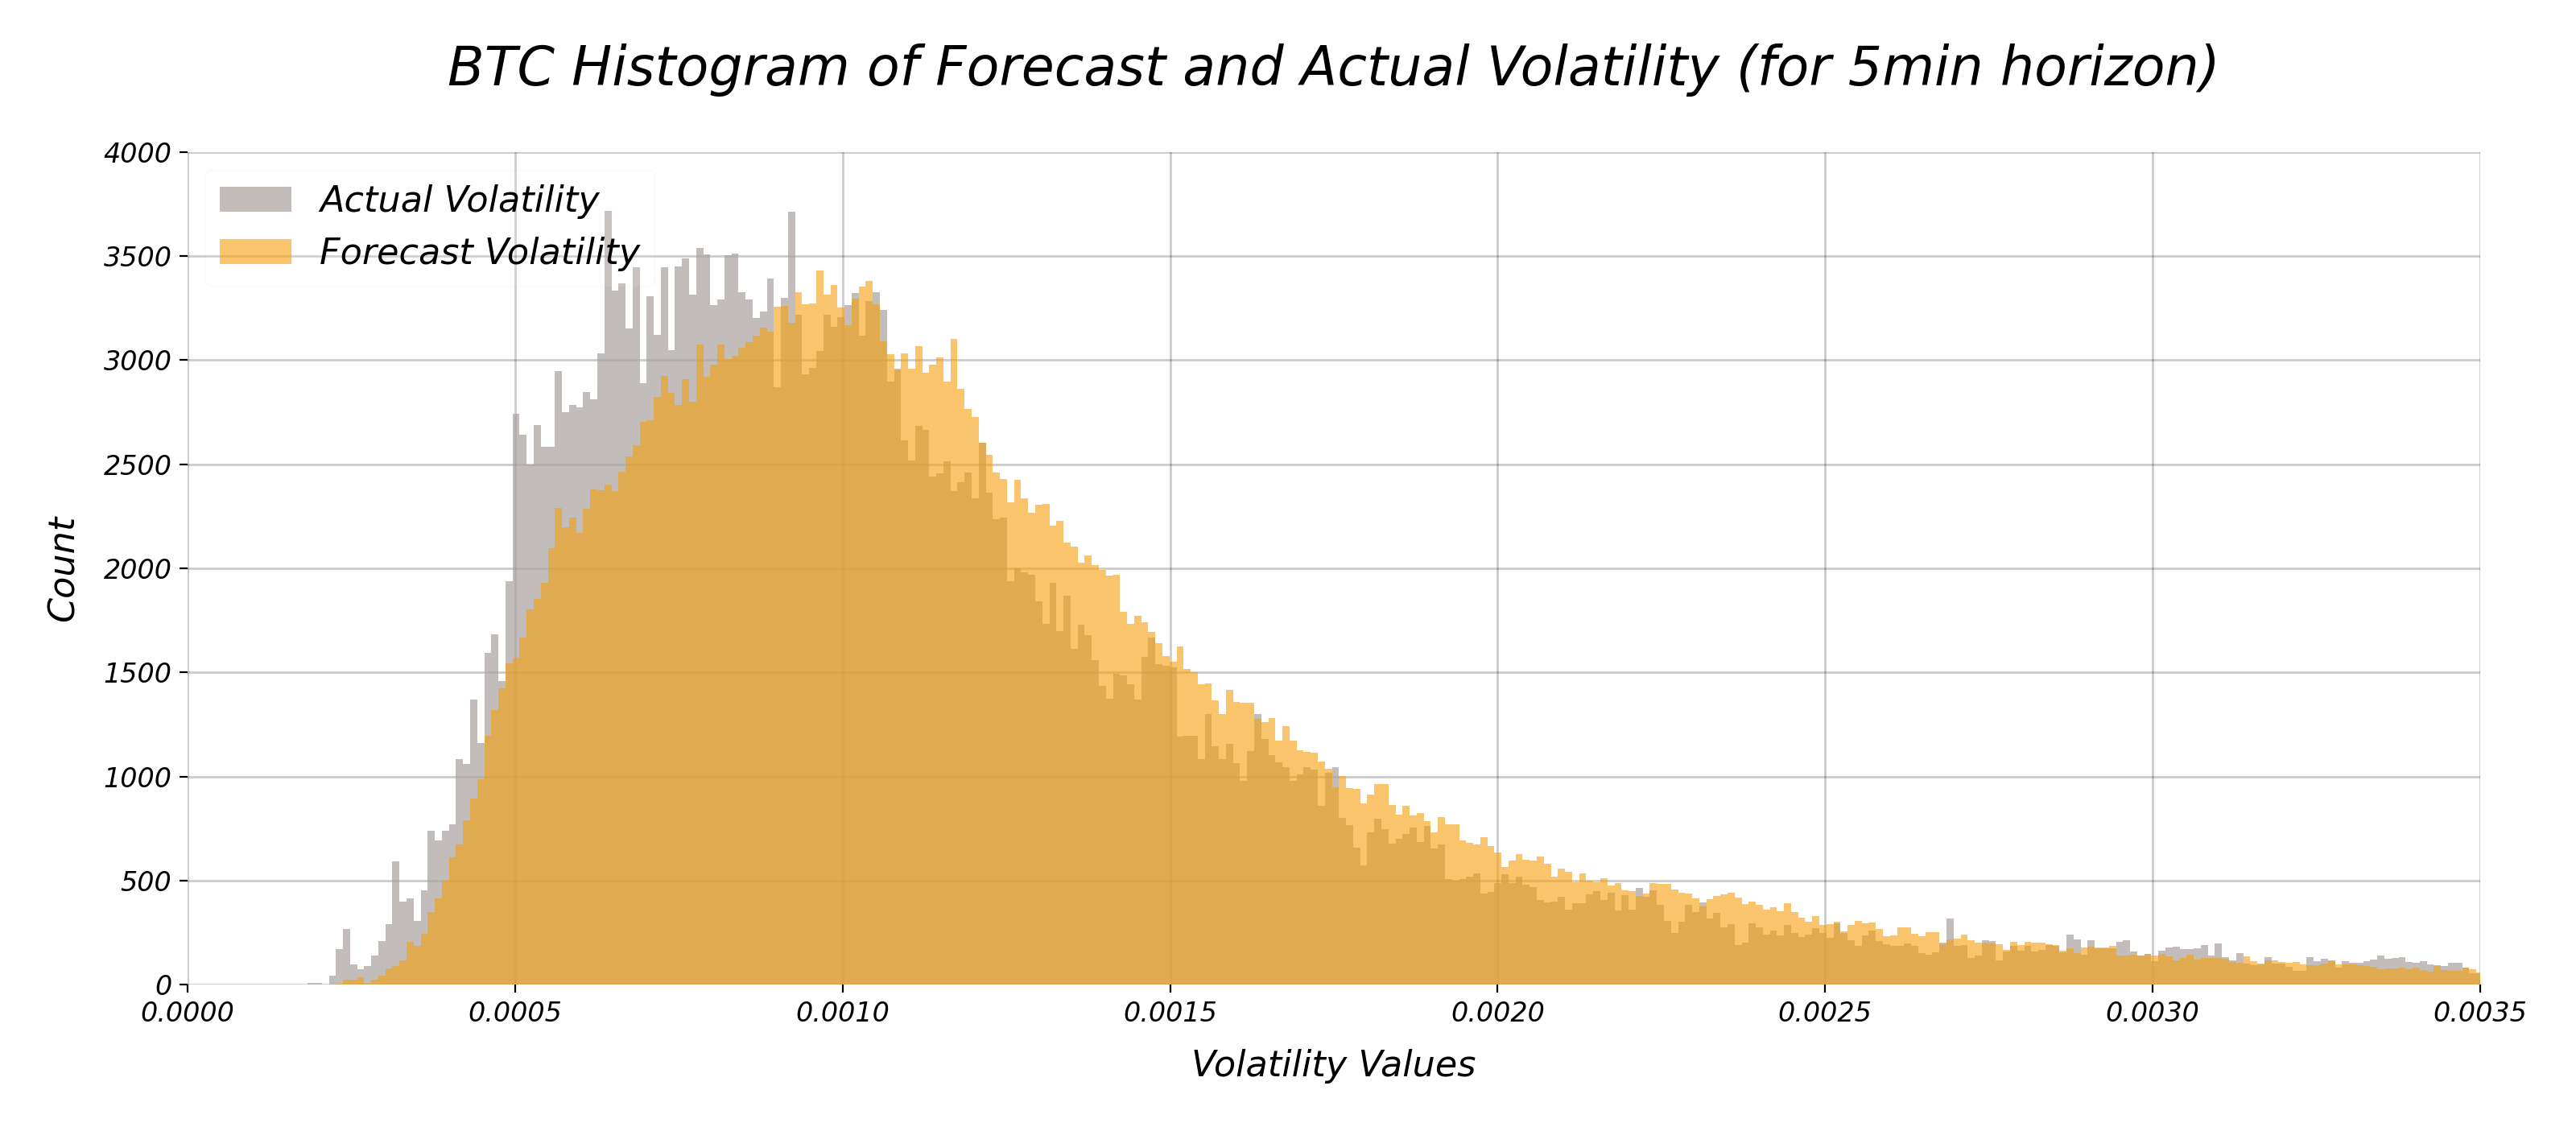 BTC Histogram of Forecast and Actual Volatility (for 5min horizon)
4000
3500
3000
2500
2000
1500
1000
500
0
Count
Actual Volatility
Forecast Volatility
0.0000 0.0005 0.0010 0.0015 0.0020 0.0025 0.0030 0.0035
Volatility Values